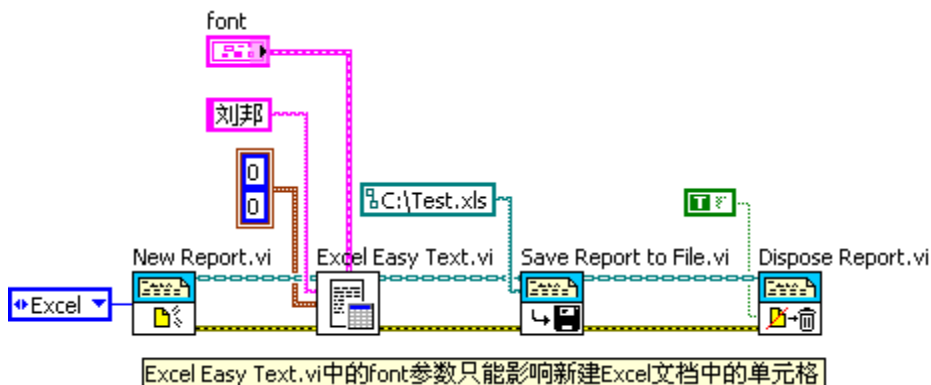 font
刘邦
0
0
C:\Test.xls
T
New Report.vi
Excel Easy Text.vi
Save Report to File.vi
Dispose Report.vi
Excel
Excel Easy Text.vi中的font参数只能影响新建Excel文档中的单元格